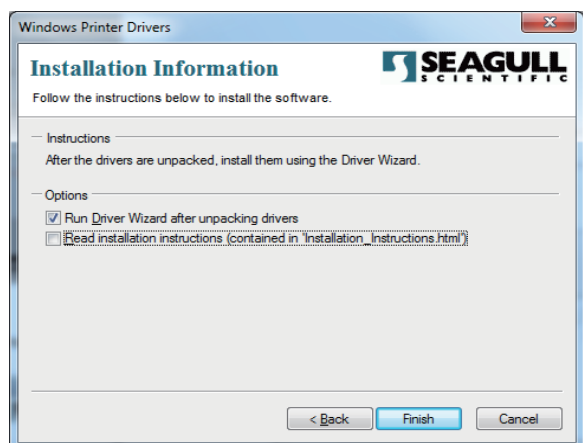 Windows Printer Drivers
Installation Information
SEAGULL
SCIENTIFIC
Follow the instructions below to install the software.
Instructions
After the drivers are unpacked, install them using the Driver Wizard.
Options
Run Driver Wizard after unpacking drivers
Read installation instructions (contained in 'Installation_Instructions.html')
< Back Finish Cancel